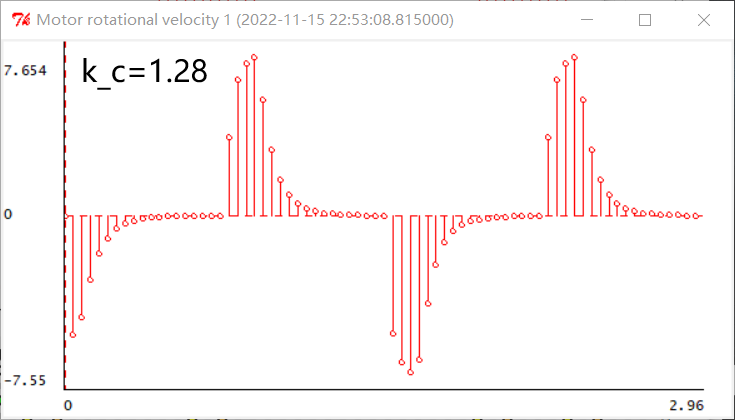 Motor rotational velocity 1 (2022-11-15 22:53:08.815000)
7.654
k_c=1.28
0
-7.55
0
2.96